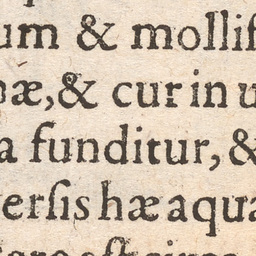 um & mollif
æ, & cur in u
a funditur, &
erſis hæ aqua